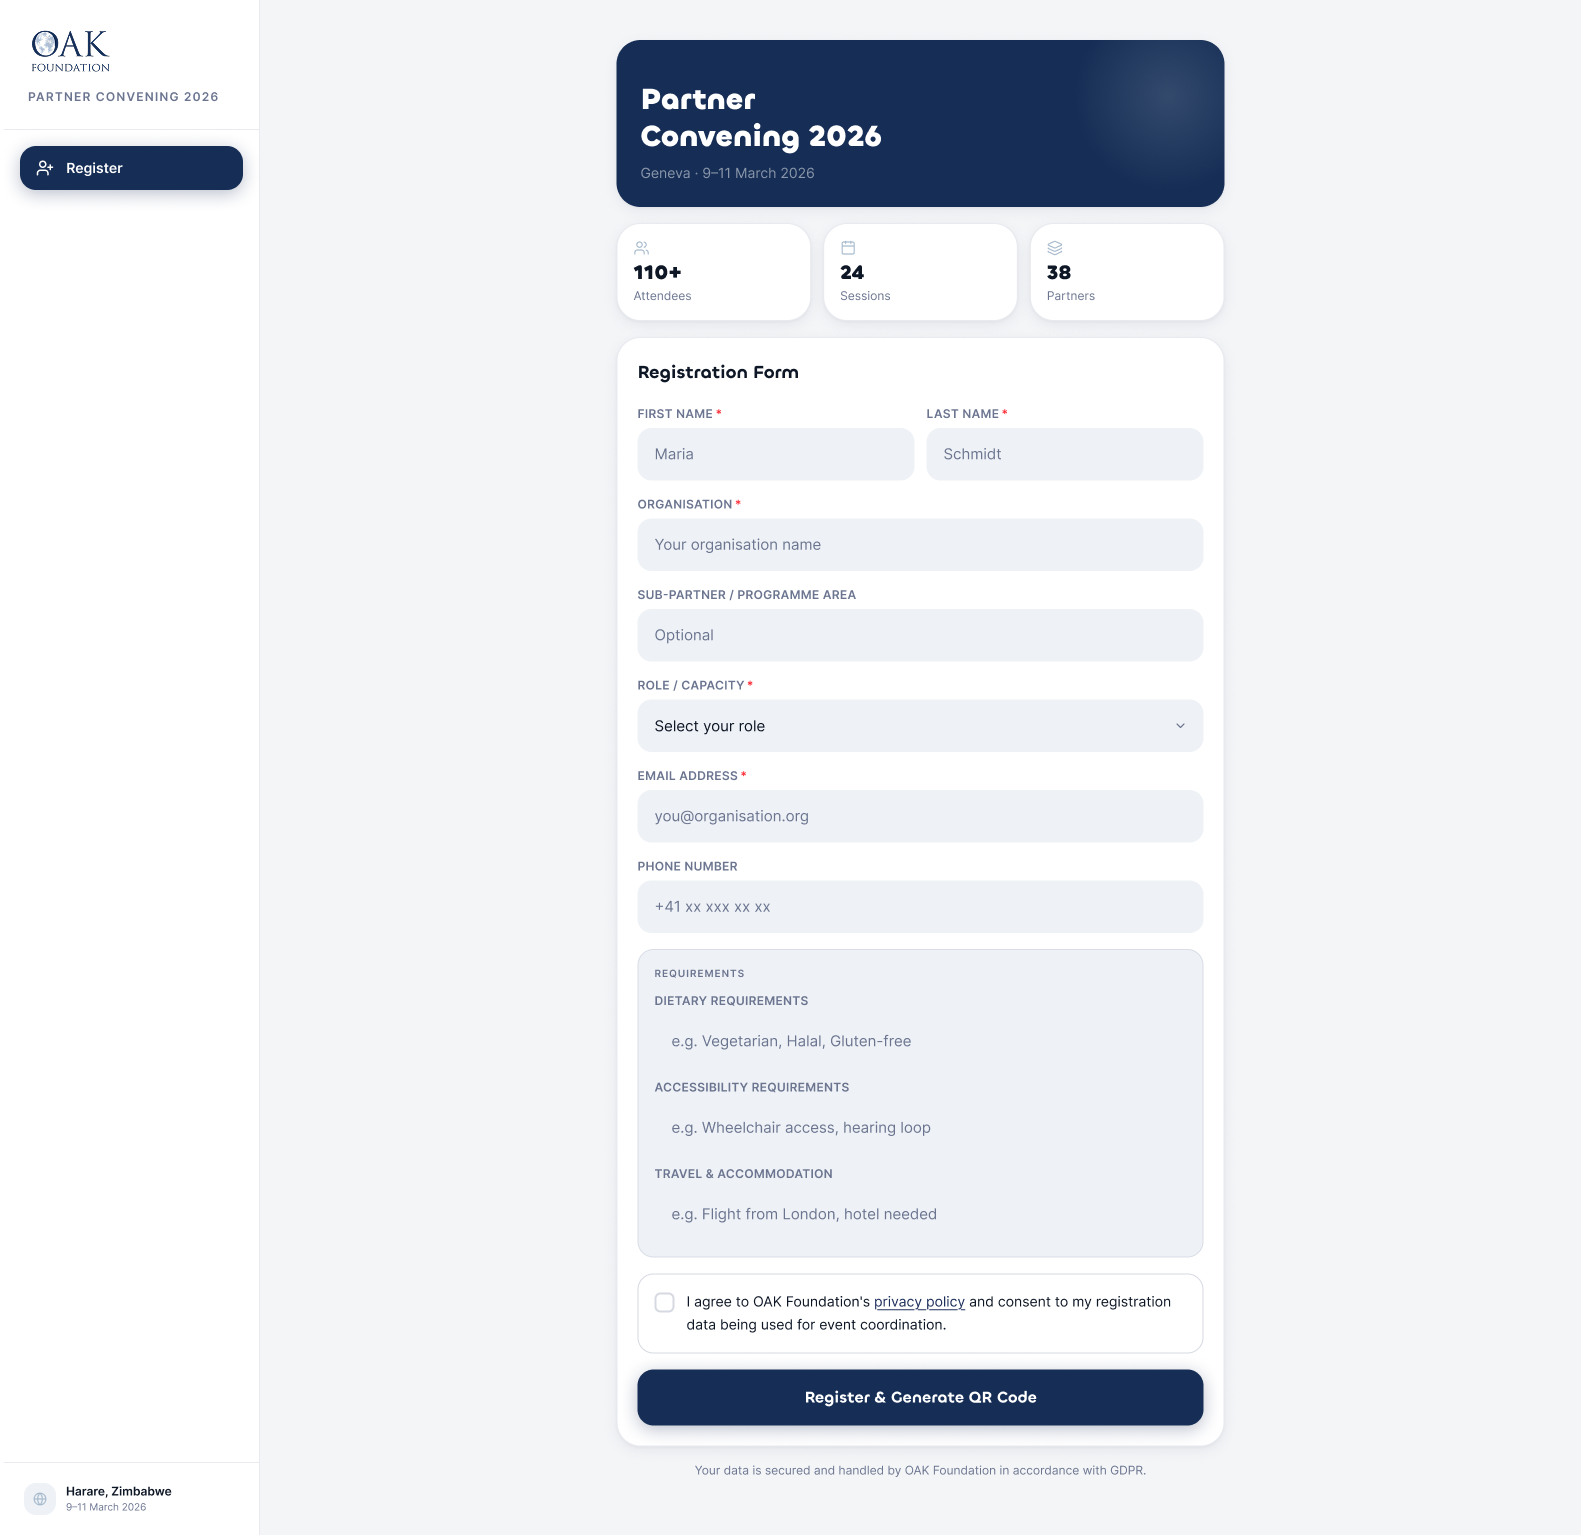 OAK
FOUNDATION
PARTNER CONVENING 2026
Register
Partner
Convening 2026
Geneva · 9–11 March 2026
110+
Attendees
24
Sessions
38
Partners
Registration Form
FIRST NAME *
LAST NAME *
Maria
Schmidt
ORGANISATION *
Your organisation name
SUB-PARTNER / PROGRAMME AREA
Optional
ROLE / CAPACITY *
Select your role
EMAIL ADDRESS *
you@organisation.org
PHONE NUMBER
+41 xx xxx xx xx
REQUIREMENTS
DIETARY REQUIREMENTS
e.g. Vegetarian, Halal, Gluten-free
ACCESSIBILITY REQUIREMENTS
e.g. Wheelchair access, hearing loop
TRAVEL & ACCOMMODATION
e.g. Flight from London, hotel needed
I agree to OAK Foundation's privacy policy and consent to my registration
data being used for event coordination.
Register & Generate QR Code
Your data is secured and handled by OAK Foundation in accordance with GDPR.
Harare, Zimbabwe
9–11 March 2026